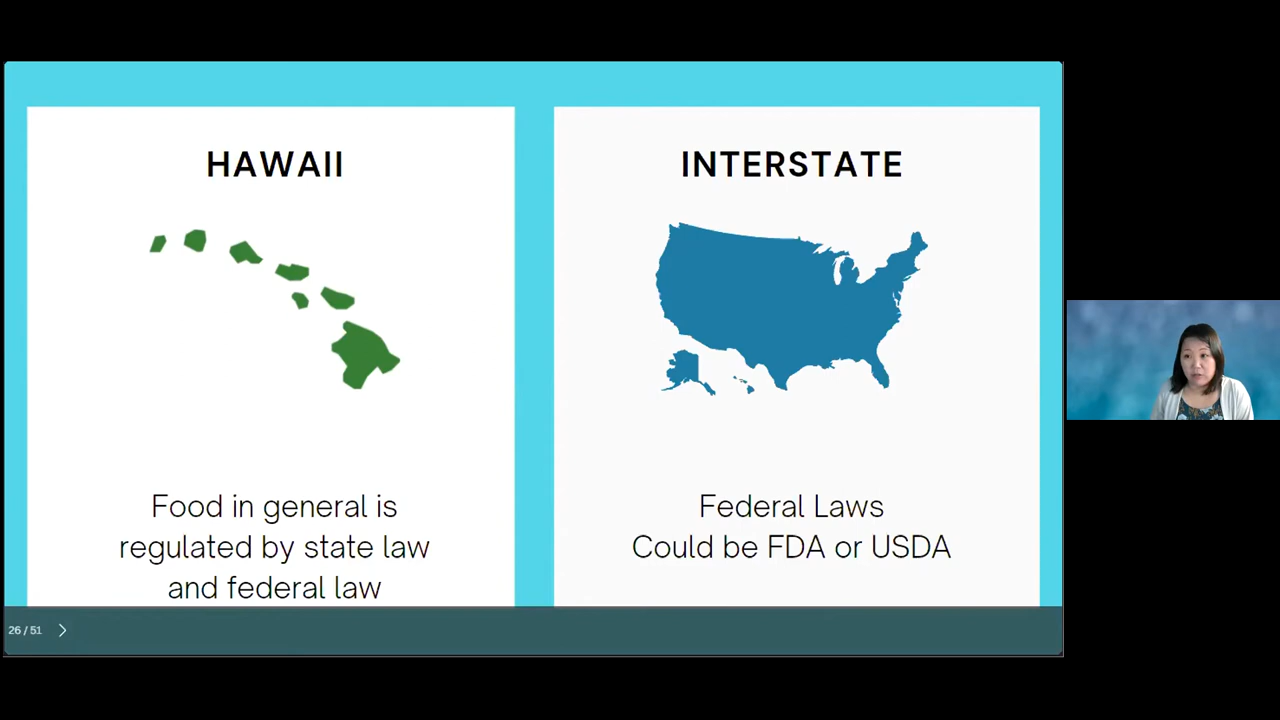 HAWAII
Food in general is
regulated by state law
and federal law
INTERSTATE
Federal Laws
Could be FDA or USDA
26 / 51